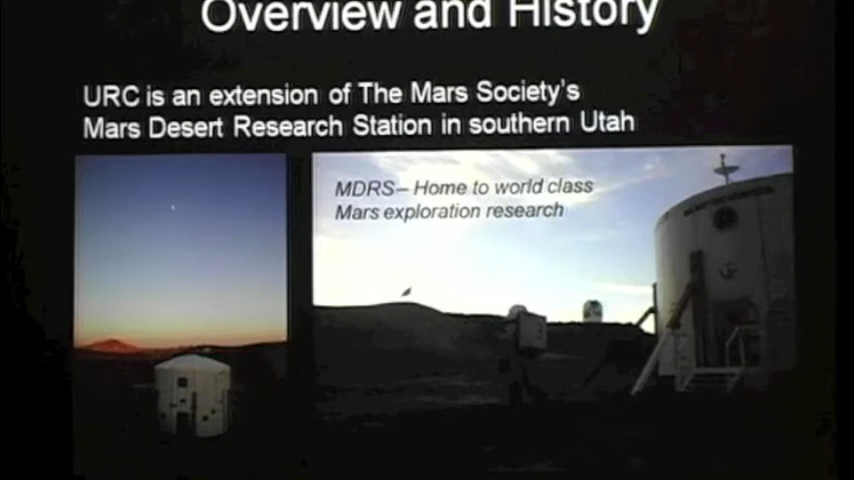 Overview and History
URC is an extension of The Mars Society's
Mars Desert Research Station in southern Utah
MDRS– Home to world class
Mars exploration research